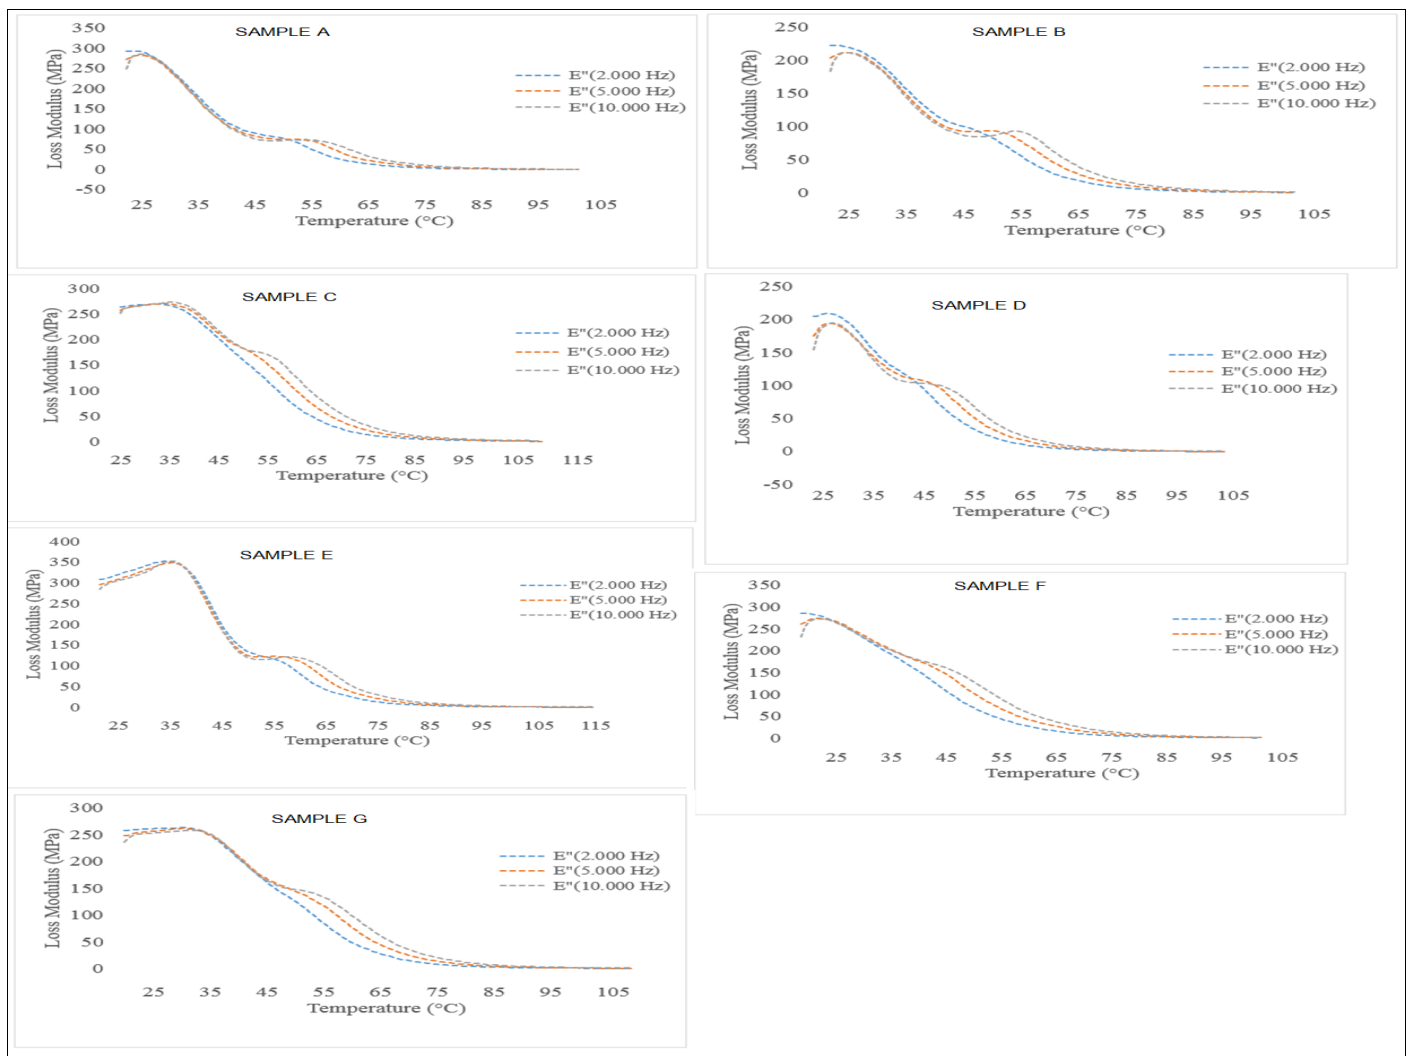 SAMPLE A
Loss Modulus (MPa)
350
300
250
200
150
100
50
0
-50
E"(2.000 Hz)
E"(5.000 Hz)
E"(10.000 Hz)
25 35 45 55 65 75 85 95 105
Temperature (°C)
SAMPLE B
Loss Modulus (MPa)
250
200
150
100
50
0
E"(2.000 Hz)
E"(5.000 Hz)
E"(10.000 Hz)
25 35 45 55 65 75 85 95 105
Temperature (°C)
SAMPLE C
Loss Modulus (MPa)
300
250
200
150
100
50
0
E"(2.000 Hz)
E"(5.000 Hz)
E"(10.000 Hz)
25 35 45 55 65 75 85 95 105 115
Temperature (°C)
SAMPLE D
Loss Modulus (MPa)
250
200
150
100
50
0
-50
E"(2.000 Hz)
E"(5.000 Hz)
E"(10.000 Hz)
25 35 45 55 65 75 85 95 105
Temperature (°C)
SAMPLE E
Loss Modulus (MPa)
400
350
300
250
200
150
100
50
0
E"(2.000 Hz)
E"(5.000 Hz)
E"(10.000 Hz)
25 35 45 55 65 75 85 95 105 115
Temperature (°C)
SAMPLE F
Loss Modulus (MPa)
350
300
250
200
150
100
50
0
E"(2.000 Hz)
E"(5.000 Hz)
E"(10.000 Hz)
25 35 45 55 65 75 85 95 105
Temperature (°C)
SAMPLE G
Loss Modulus (MPa)
300
250
200
150
100
50
0
E"(2.000 Hz)
E"(5.000 Hz)
E"(10.000 Hz)
25 35 45 55 65 75 85 95 105
Temperature (°C)